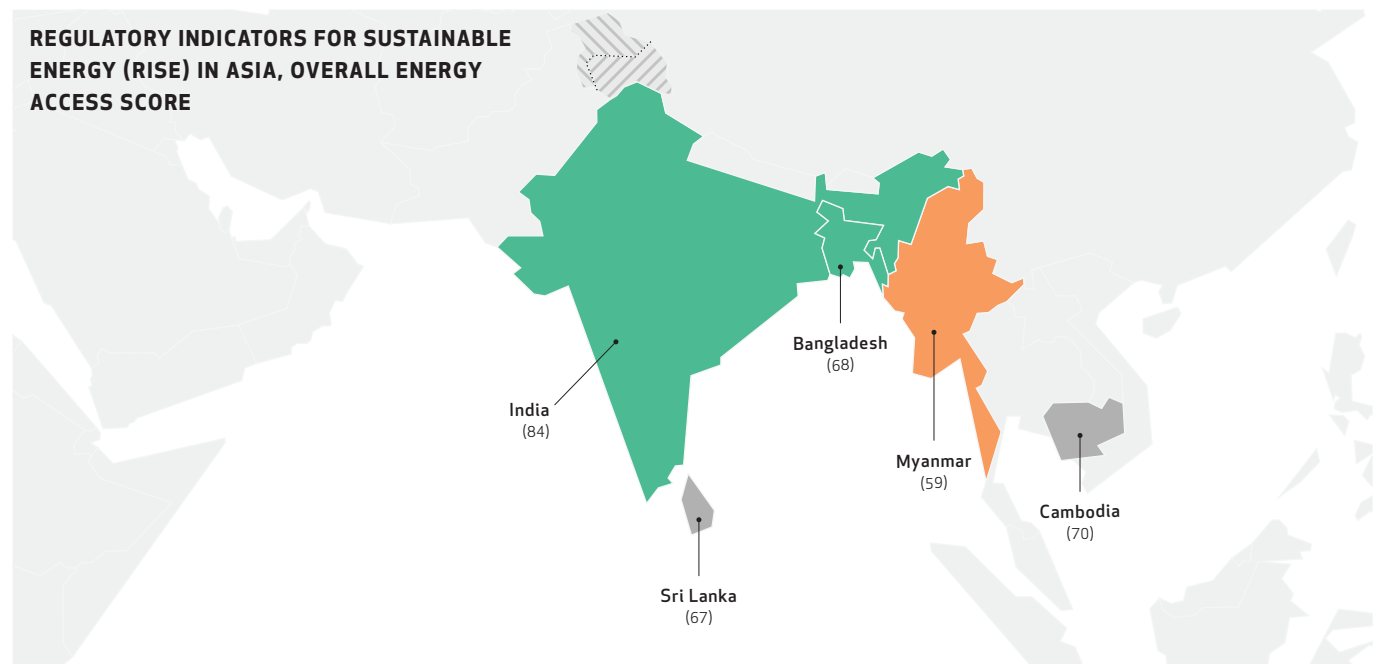 REGULATORY INDICATORS FOR SUSTAINABLE
ENERGY (RISE) IN ASIA, OVERALL ENERGY
ACCESS SCORE
Bangladesh
(68)
India
(84)
Myanmar
(59)
Cambodia
(70)
Sri Lanka
(67)